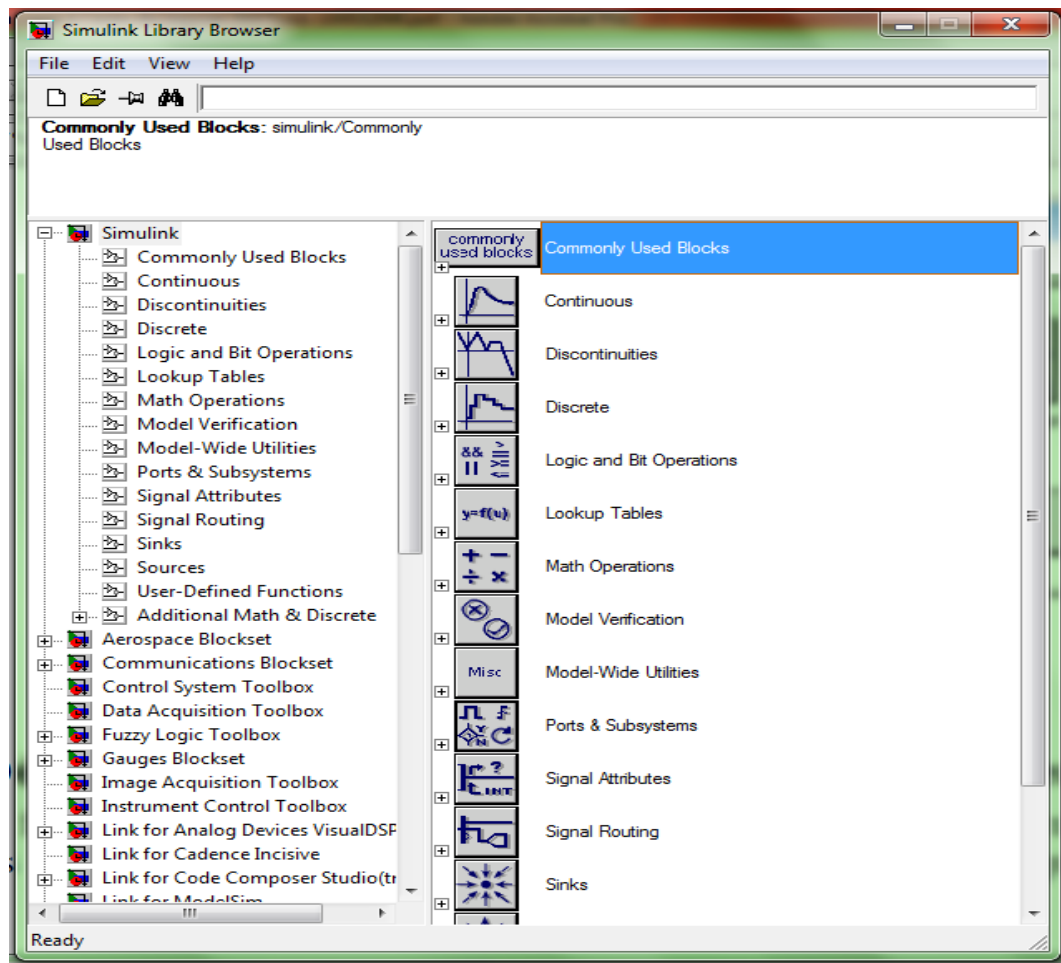 Simulink Library Browser
File Edit View Help
Commonly Used Blocks: simulink/Commonly
Used Blocks
Simulink
Commonly Used Blocks
Continuous
Discontinuities
Discrete
Logic and Bit Operations
Lookup Tables
Math Operations
Model Verification
Model-Wide Utilities
Ports & Subsystems
Signal Attributes
Signal Routing
Sinks
Sources
User-Defined Functions
Additional Math & Discrete
Aerospace Blockset
Communications Blockset
Control System Toolbox
Data Acquisition Toolbox
Fuzzy Logic Toolbox
Gauges Blockset
Image Acquisition Toolbox
Instrument Control Toolbox
Link for Analog Devices VisualDSP
Link for Cadence Incisive
Link for Code Composer Studio(tr
Link for ModelSim
commonly
used blocks
Commonly Used Blocks
Continuous
Discontinuities
Discrete
&& >
|| >=
<=
Logic and Bit Operations
y=f(u)
Lookup Tables
+ −
÷ ×
Math Operations
Model Verification
Misc
Model-Wide Utilities
Y
N
Ports & Subsystems
?
t INT
Signal Attributes
Signal Routing
Sinks
Ready